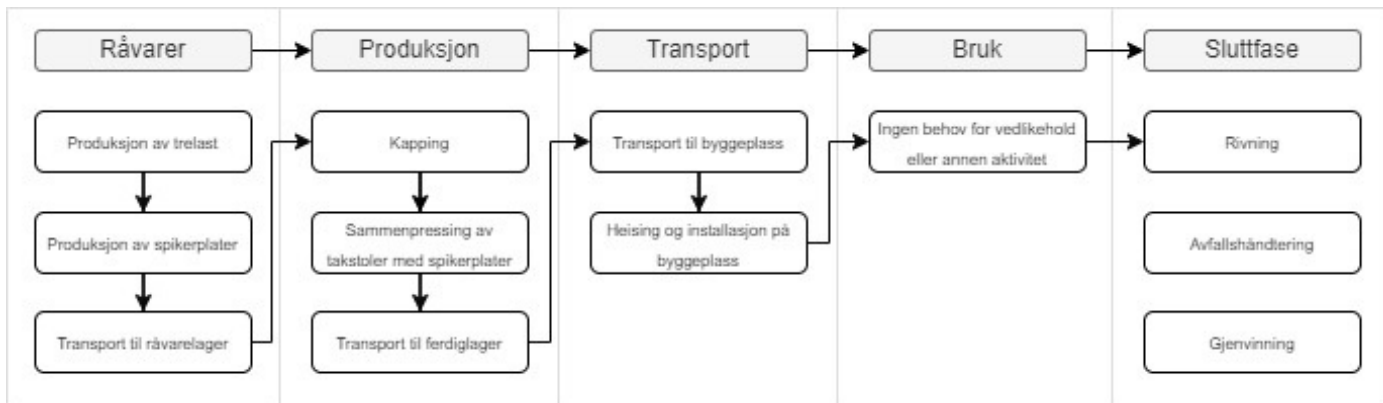 Råvarer
Produksjon
Transport
Bruk
Sluttfase
Produksjon av trelast
Produksjon av spikerplater
Transport til råvarelager
Kapping
Sammenpressing av
takstoler med spikerplater
Transport til ferdiglager
Transport til byggeplass
Heising og installasjon på
byggeplass
Ingen behov for vedlikehold
eller annen aktivitet
Rivning
Avfallshåndtering
Gjenvinning